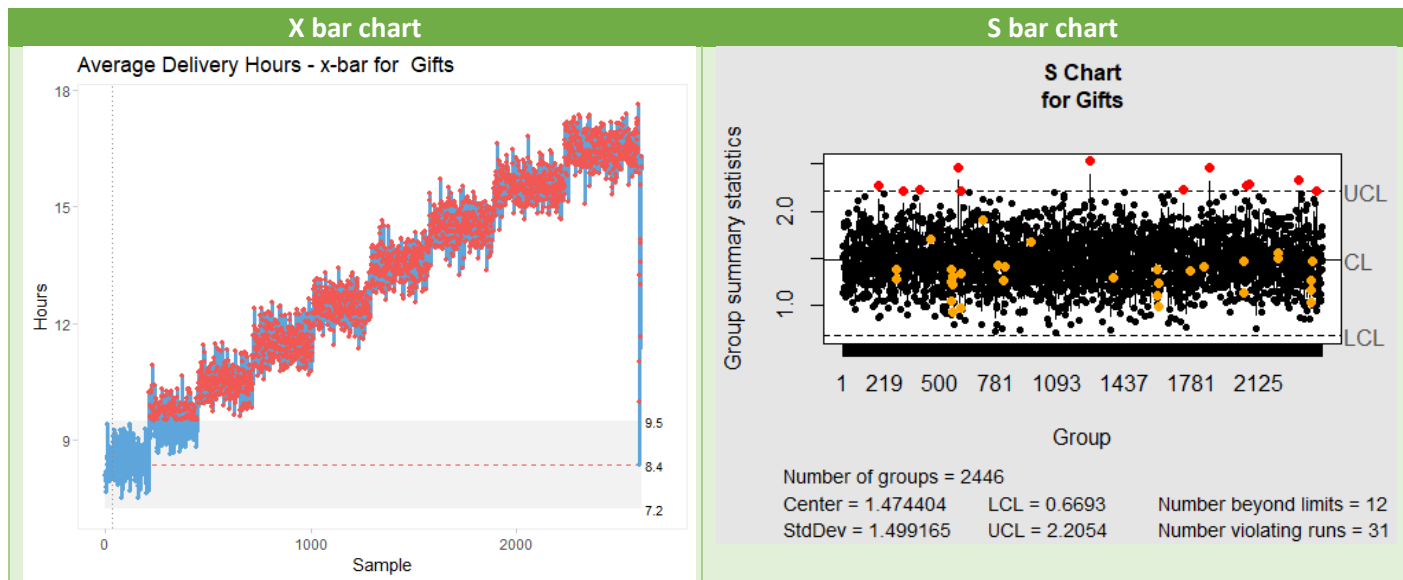 X bar chart
S bar chart
Average Delivery Hours - x-bar for  Gifts
18
15
12
9
Hours
9.5
8.4
7.2
0 1000 2000
Sample
S Chart
for Gifts
Group summary statistics
2.0
1.0
UCL
CL
LCL
1 219 500 781 1093 1437 1781 2125
Group
Number of groups = 2446
Center = 1.474404 LCL = 0.6693 Number beyond limits = 12
StdDev = 1.499165 UCL = 2.2054 Number violating runs = 31